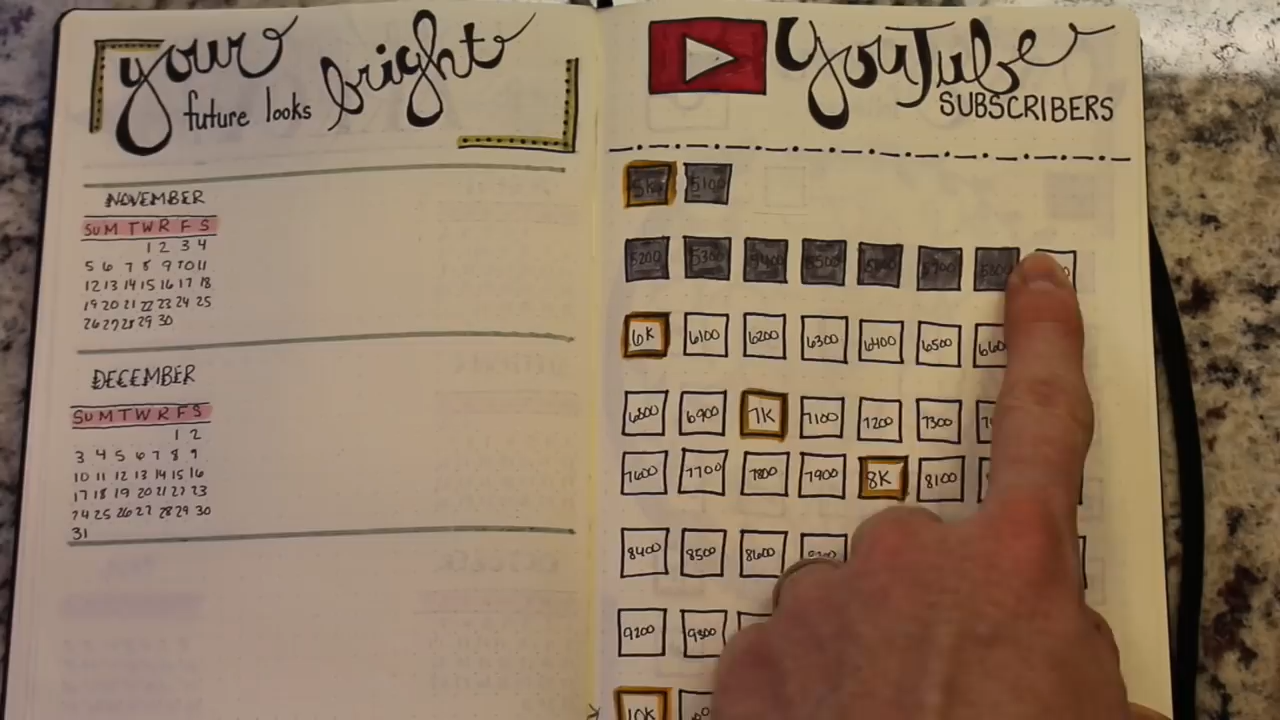 your
future looks bright
NOVEMBER
SU M T W R F S
1 2 3 4
5 6 7 8 9 10 11
12 13 14 15 16 17 18
19 20 21 22 23 24 25
26 27 28 29 30
DECEMBER
SU M T W R F S
1 2
3 4 5 6 7 8 9
10 11 12 13 14 15 16
17 18 19 20 21 22 23
24 25 26 27 28 29 30
31
YouTube
SUBSCRIBERS
5K 5100
5200 5300 5400 5500 5700 5800
6K 6100 6200 6300 6400 6500
6800 6900 7K 7100 7200 7300
7600 7700 7800 7900 8K 8100
8400 8500 8600
9200 9300
10K